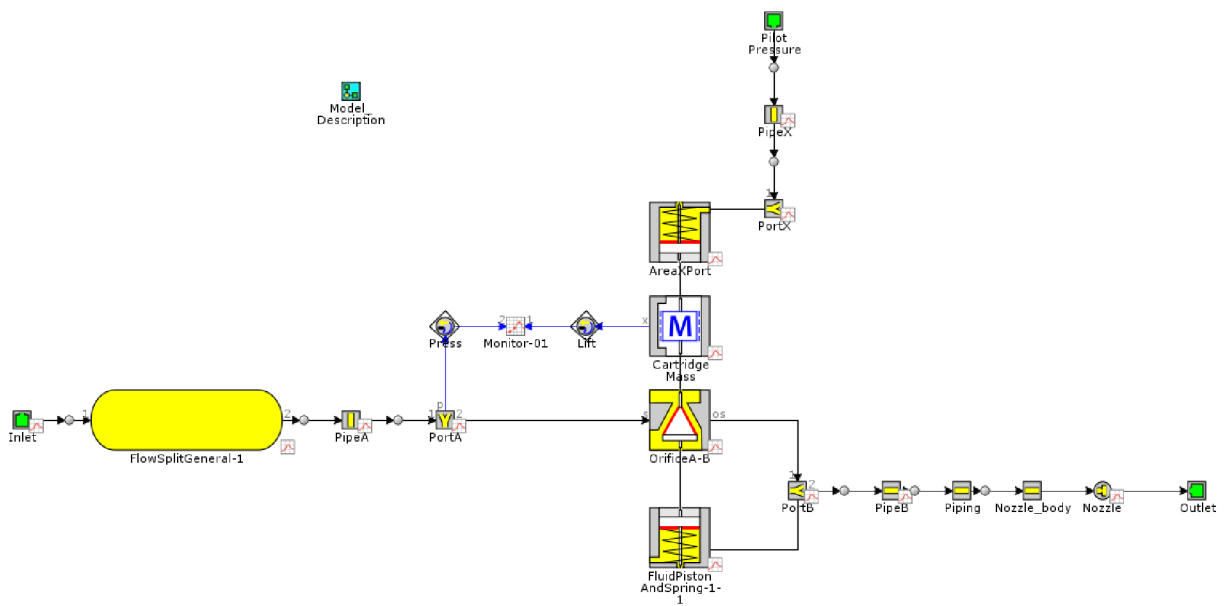 Pilot
Pressure
Model_
Description
PipeX
1
PortX
AreaXPort
2 1
x
Press
Monitor-01
Lift
M
Cartridge
Mass
p
1
2
1 2
s
os
Inlet
FlowSplitGeneral-1
PipeA
PortA
OrificeA-B
1
2
PortB
PipeB
Piping
Nozzle_body
Nozzle
Outlet
FluidPiston
AndSpring-1-
1